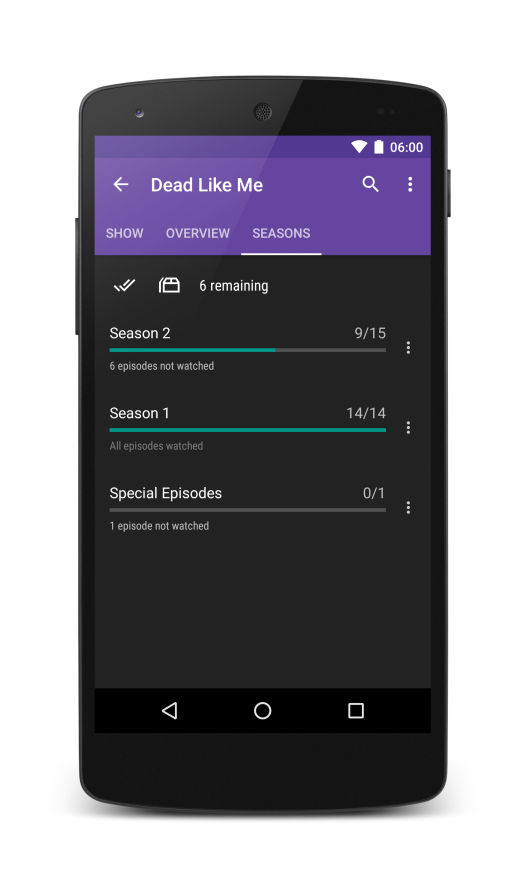 06:00
Dead Like Me
SHOW OVERVIEW SEASONS
6 remaining
Season 2 9/15
6 episodes not watched
Season 1 14/14
All episodes watched
Special Episodes 0/1
1 episode not watched